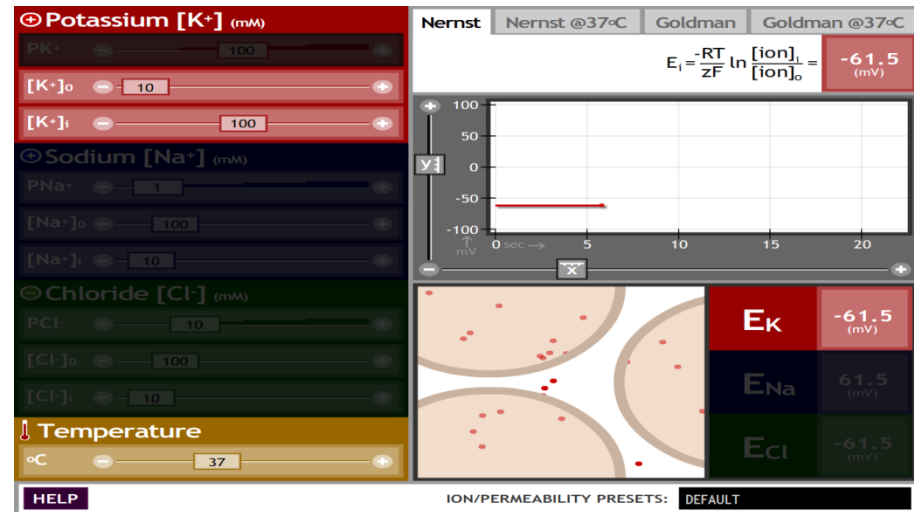 ⊕Potassium [K+] (mM)
PK+ 100
[K+]o 10
[K+]i 100
⊕Sodium [Na+] (mM)
PNa+ 1
[Na+]o 100
[Na+]i 10
⊖Chloride [Cl-] (mM)
PCl- 10
[Cl-]o 100
[Cl-]i 10
Temperature
ºC 37
HELP
Nernst Nernst @37ºC Goldman Goldman @37ºC
Ei = -RT/zF ln [ion]i/[ion]o = -61.5 (mV)
100
50
0
-50
-100
y
mV
0 sec → 5 10 15 20
x
EK -61.5 (mV)
ENa 61.5 (mV)
ECl -61.5 (mV)
ION/PERMEABILITY PRESETS: DEFAULT